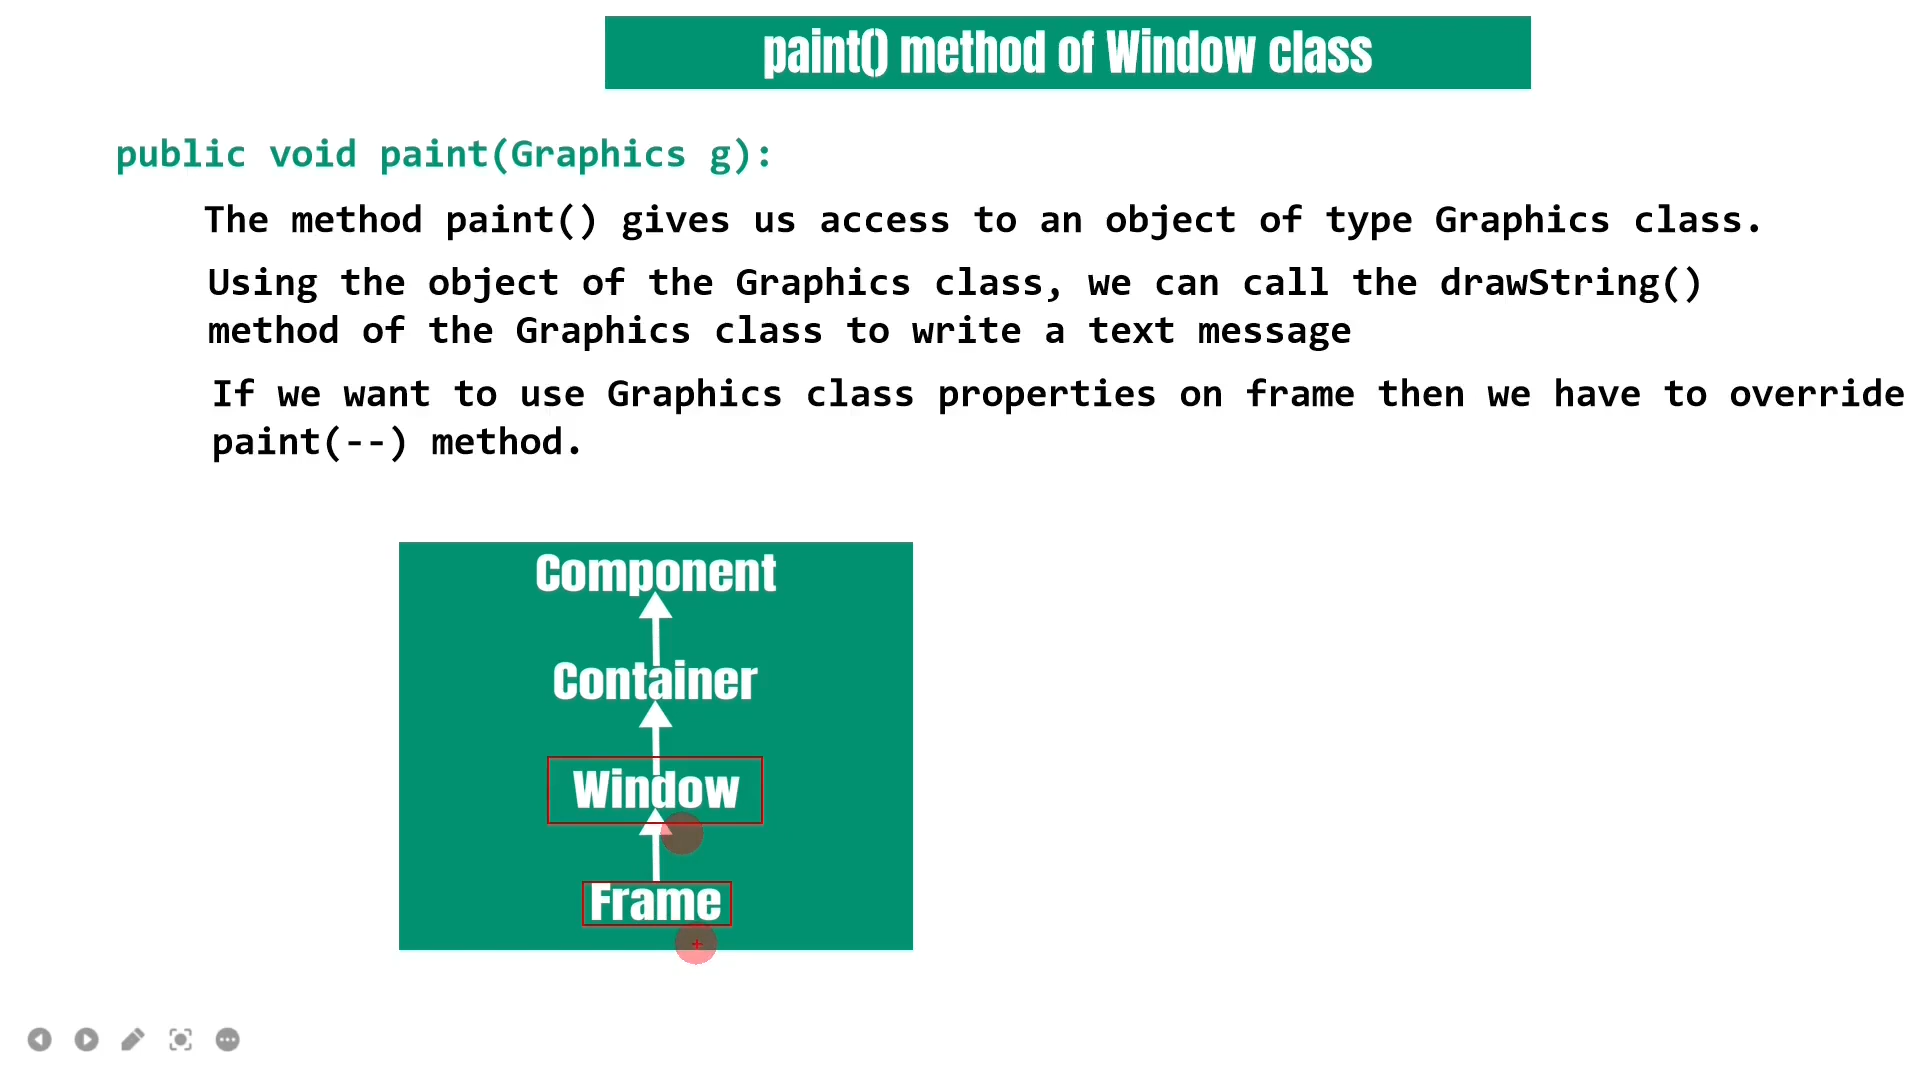 paint() method of Window class
public void paint(Graphics g):
The method paint() gives us access to an object of type Graphics class.
Using the object of the Graphics class, we can call the drawString()
method of the Graphics class to write a text message
If we want to use Graphics class properties on frame then we have to override
paint(--) method.
Component
Container
Window
Frame